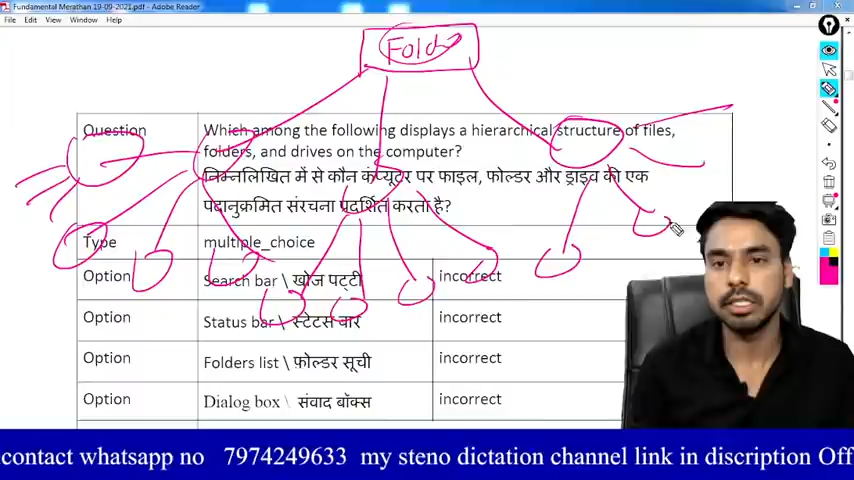 Fundamental Merathan 19-09-2021.pdf - Adobe Reader
File Edit View Window Help
Folder
Question
Which among the following displays a hierarchical structure of files,
folders, and drives on the computer?
निम्नलिखित में से कौन कंप्यूटर पर फाइल, फोल्डर और ड्राइव की एक
पदानुक्रमित संरचना प्रदर्शित करता है?
Type multiple_choice
Option Search bar \ खोज पट्टी incorrect
Option Status bar \ स्टेटस बार incorrect
Option Folders list \ फ़ोल्डर सूची incorrect
Option Dialog box \ संवाद बॉक्स incorrect
contact whatsapp no 7974249633 my steno dictation channel link in discription Off